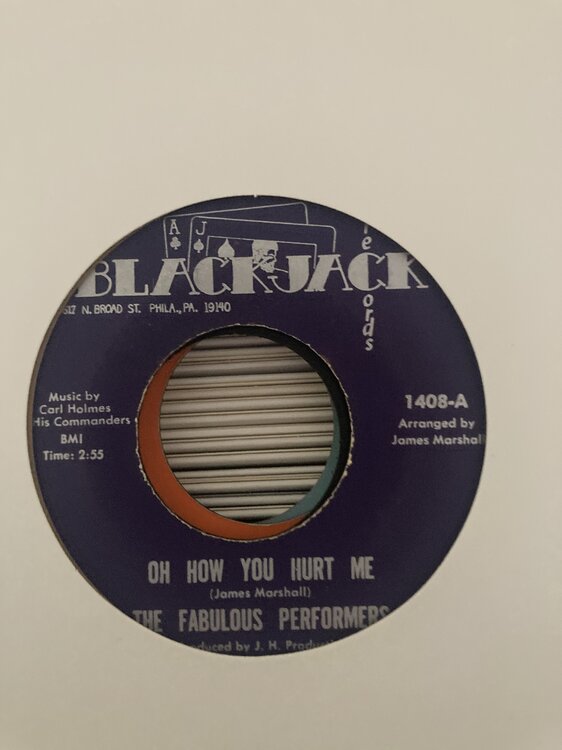 A J
BLACKJACK
Records
N. BROAD ST. PHILA., PA. 19140
Music by
Carl Holmes
His Commanders
BMI
Time: 2:55
1408-A
Arranged by
James Marshall
OH HOW YOU HURT ME
(James Marshall)
THE FABULOUS PERFORMERS
by J. H.